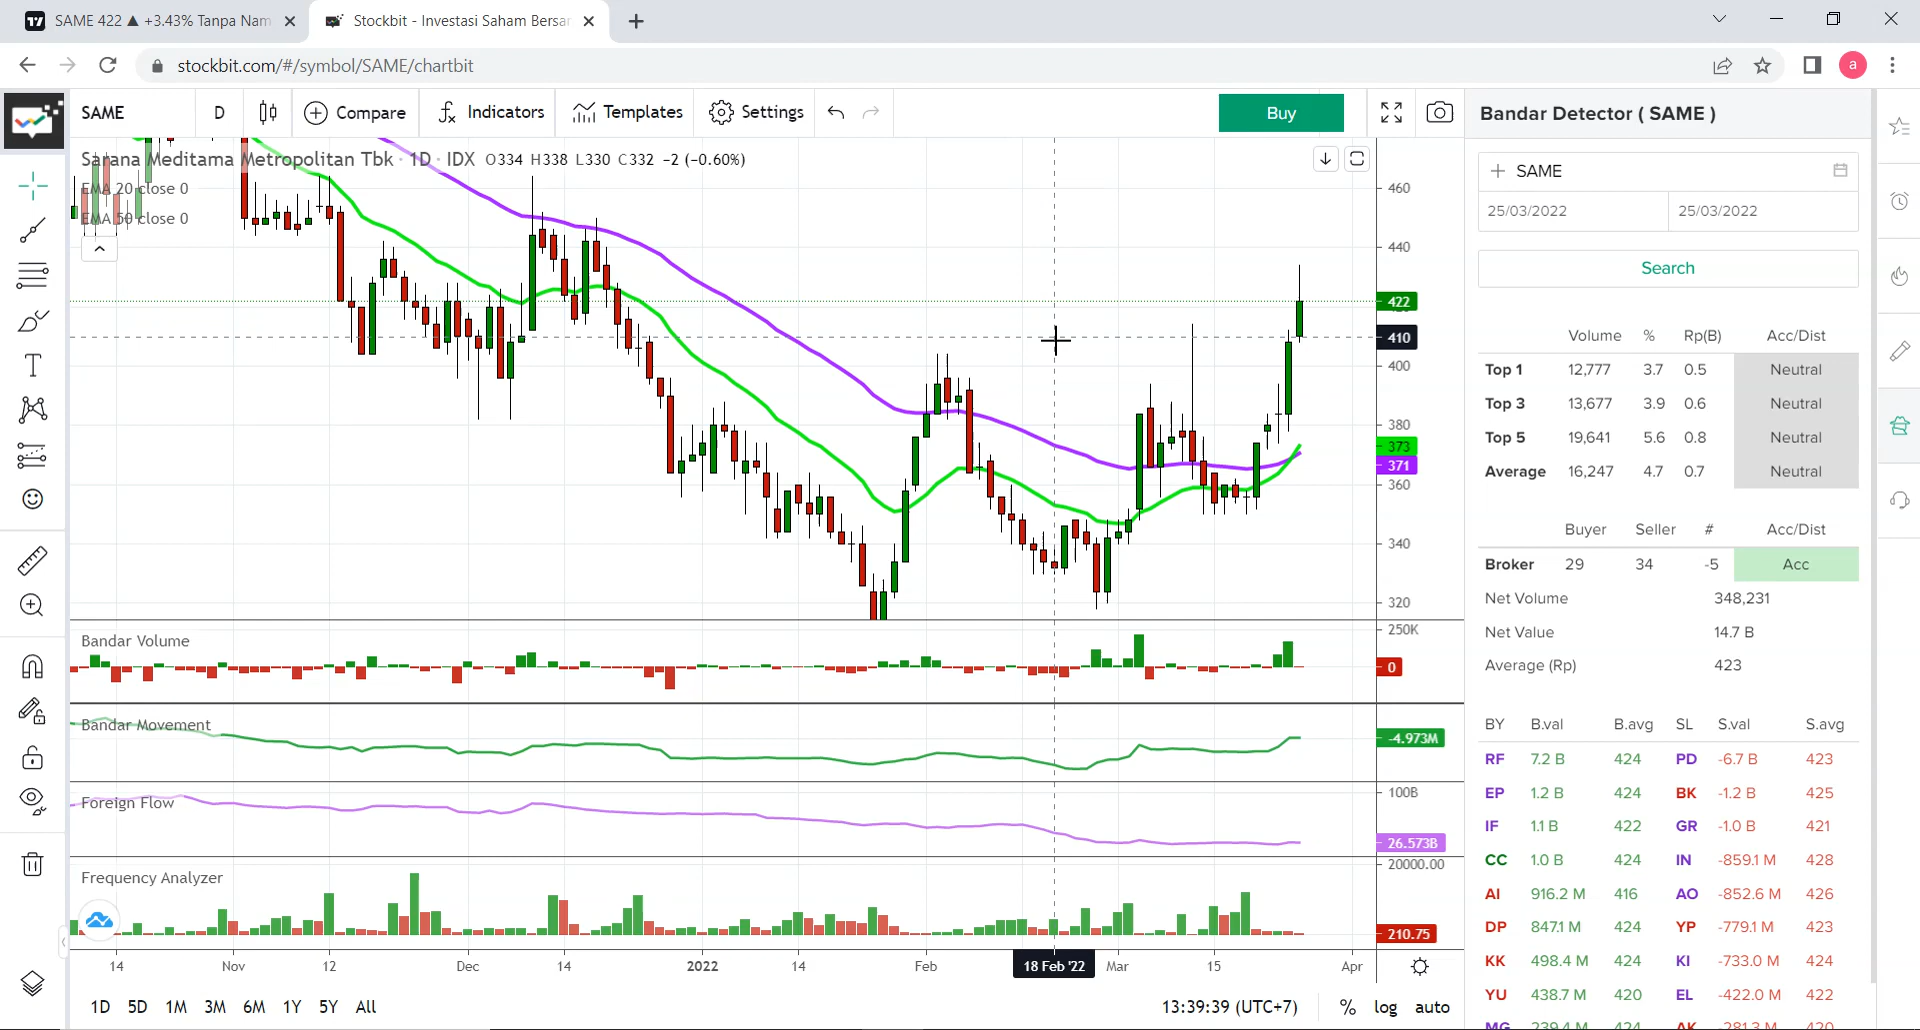 SAME 422 ▲ +3.43% Tanpa Nam
Stockbit - Investasi Saham Bersa
stockbit.com/#/symbol/SAME/chartbit
a
SAME D Compare Indicators Templates Settings Buy
Sarana Meditama Metropolitan Tbk · 1D · IDX O334 H338 L330 C332 −2 (−0.60%)
EMA 20 close 0
EMA 50 close 0
460
440
422
410
400
380
373
371
360
340
320
Bandar Volume
250K
0
Bandar Movement
-4.973M
Foreign Flow
100B
26.573B
Frequency Analyzer
20000.00
210.75
14 Nov 12 Dec 14 2022 14 Feb 18 Feb '22 Mar 15 Apr
1D 5D 1M 3M 6M 1Y 5Y All
13:39:39 (UTC+7) % log auto
Bandar Detector ( SAME )
SAME
25/03/2022 25/03/2022
Search
Volume % Rp(B) Acc/Dist
Top 1 12,777 3.7 0.5 Neutral
Top 3 13,677 3.9 0.6 Neutral
Top 5 19,641 5.6 0.8 Neutral
Average 16,247 4.7 0.7 Neutral
Buyer Seller # Acc/Dist
Broker 29 34 -5 Acc
Net Volume 348,231
Net Value 14.7 B
Average (Rp) 423
BY B.val B.avg SL S.val S.avg
RF 7.2 B 424 PD -6.7 B 423
EP 1.2 B 424 BK -1.2 B 425
IF 1.1 B 422 GR -1.0 B 421
CC 1.0 B 424 IN -859.1 M 428
AI 916.2 M 416 AO -852.6 M 426
DP 847.1 M 424 YP -779.1 M 423
KK 498.4 M 424 KI -733.0 M 424
YU 438.7 M 420 EL -422.0 M 422
MG 239.4 M 424 AK -281.3 M 420